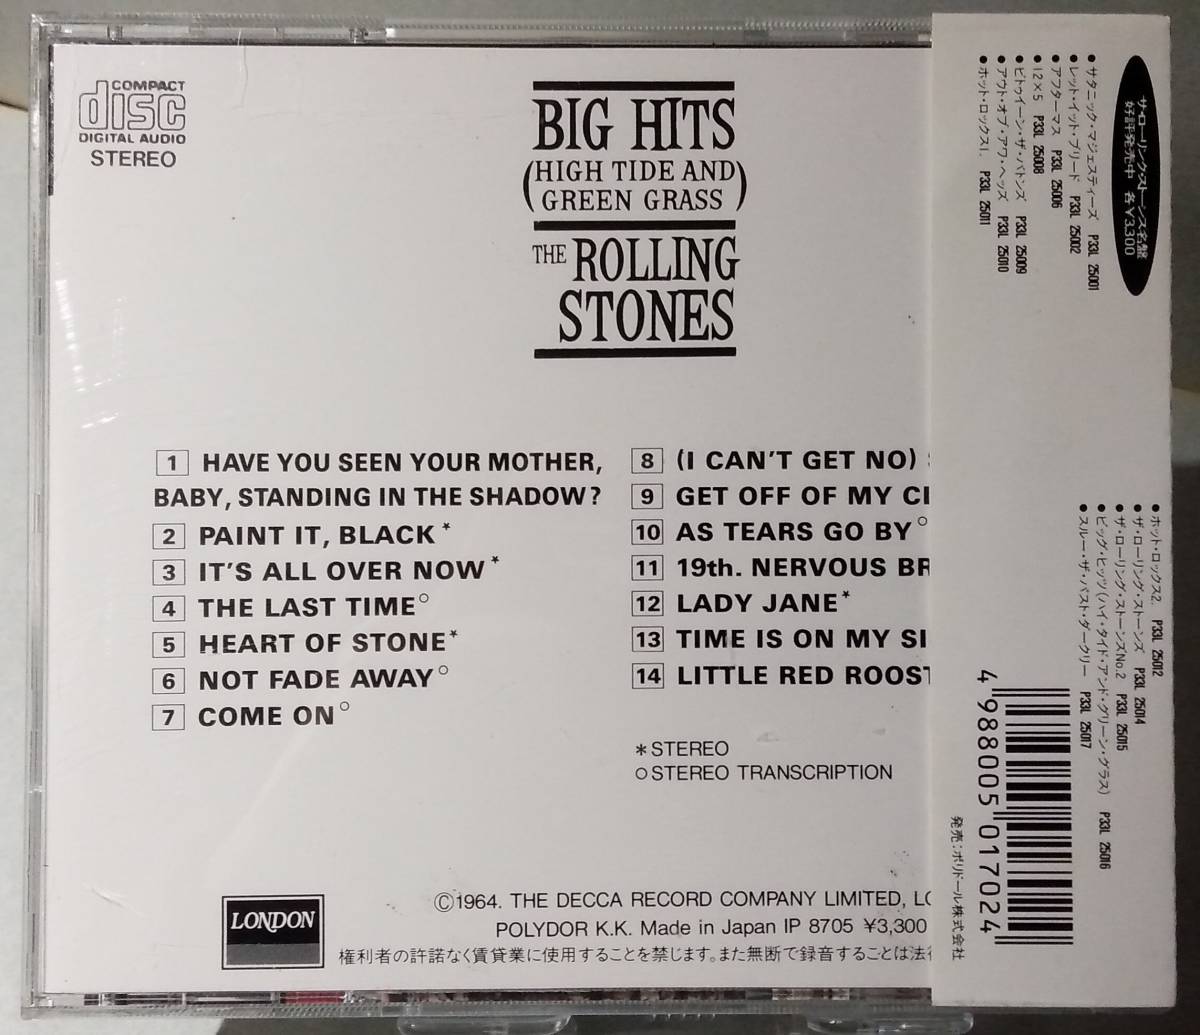 COMPACT
disc
DIGITAL AUDIO
STEREO
BIG HITS
(HIGH TIDE AND
GREEN GRASS)
THE ROLLING
STONES
1 HAVE YOU SEEN YOUR MOTHER,
BABY, STANDING IN THE SHADOW?
2 PAINT IT, BLACK*
3 IT'S ALL OVER NOW*
4 THE LAST TIME○
5 HEART OF STONE*
6 NOT FADE AWAY○
7 COME ON○
8 (I CAN'T GET NO)
9 GET OFF OF MY
10 AS TEARS GO BY○
11 19th. NERVOUS BR
12 LADY JANE*
13 TIME IS ON MY SI
14 LITTLE RED ROOST
*STEREO
○STEREO TRANSCRIPTION
LONDON
©1964. THE DECCA RECORD COMPANY LIMITED, LO
POLYDOR K.K. Made in Japan IP 8705 ¥3,300
権利者の許諾なく賃貸業に使用することを禁じます。また無断で録音することは法律
ザ・ローリング・ストーンズ名盤
好評発売中 各¥3,300
●サタニック・マジェスティーズ P33L 25001
●レット・イット・ブリード P33L 25002
●アフターマス P33L 25006
●12×5 P33L 25008
●ビトゥイーン・ザ・バトンズ P33L 25009
●アウト・オブ・アワ・ヘッズ P33L 25010
●ホット・ロックス1. P33L 25011
●ホット・ロックス2. P33L 25012
●ザ・ローリング・ストーンズ P33L 25014
●ザ・ローリング・ストーンズNo.2 P33L 25015
●ビッグ・ヒッツ(ハイ・タイド・アンド・グリーン・グラス) P33L 25016
●スルー・ザ・パスト・ダークリー P33L 25017
4 988005 017024
発売:ポリドール株式会社